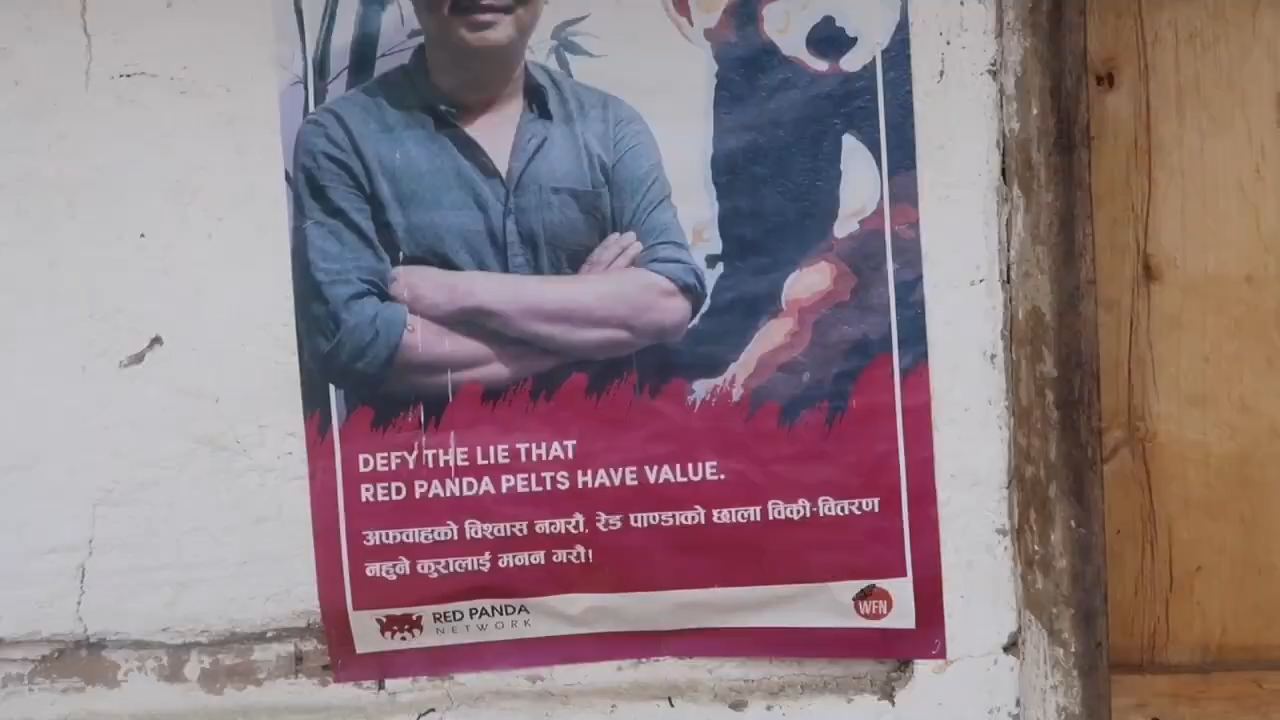 DEFY THE LIE THAT
RED PANDA PELTS HAVE VALUE.
अफवाहको विश्वास नगरौं, रेड पाण्डाको छाला विक्री-वितरण
नहुने कुरालाई मनन गरौं!
RED PANDA
NETWORK
WFN